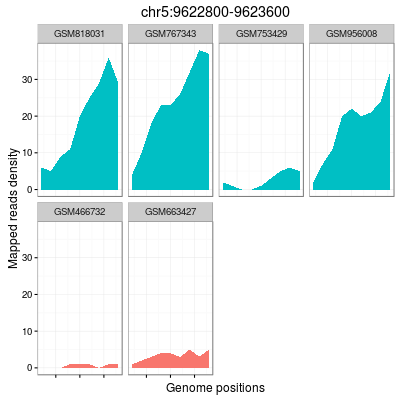 chr5:9622800-9623600
GSM818031 GSM767343 GSM753429 GSM956008
30
20
10
0
Mapped reads density
GSM466732 GSM663427
30
20
10
0
Genome positions